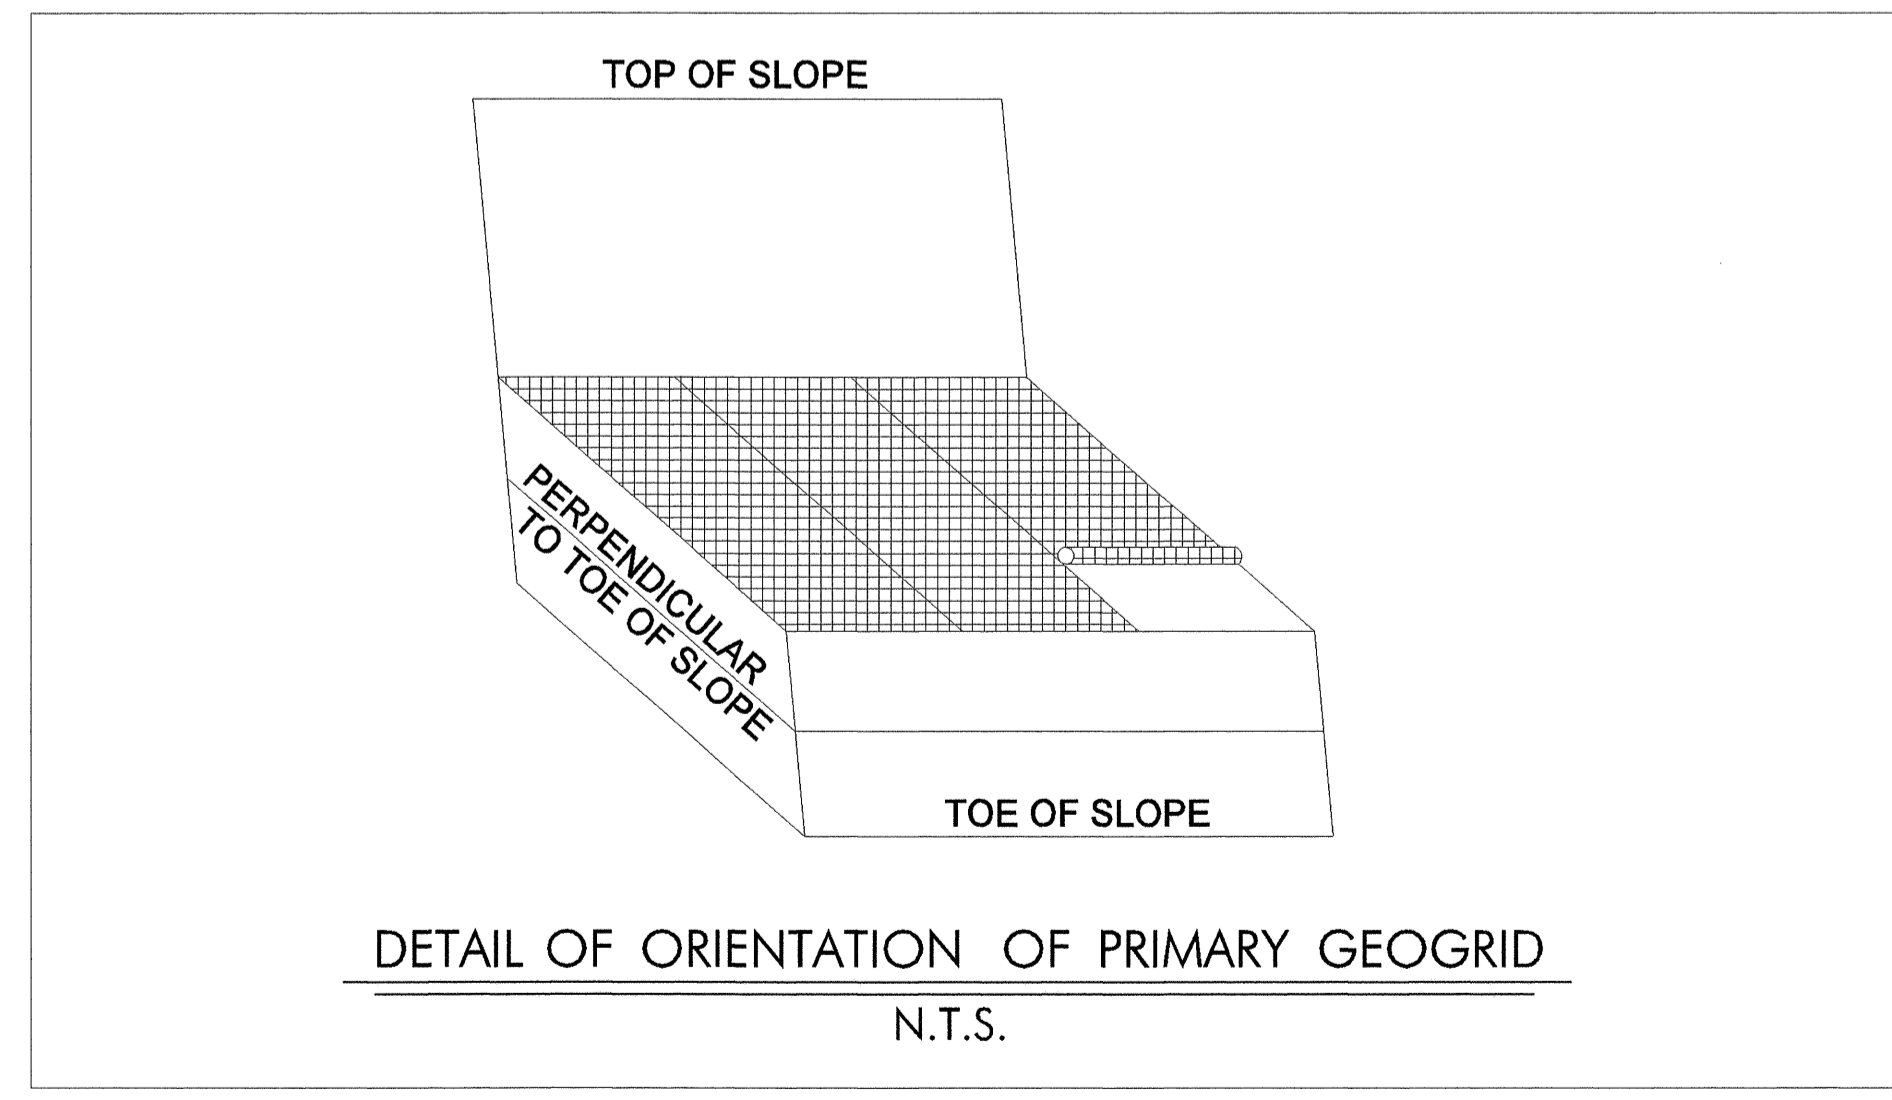 TOP OF SLOPE
PERPENDICULAR
TO TOE OF SLOPE
TOE OF SLOPE
DETAIL OF ORIENTATION OF PRIMARY GEOGRID
N.T.S.